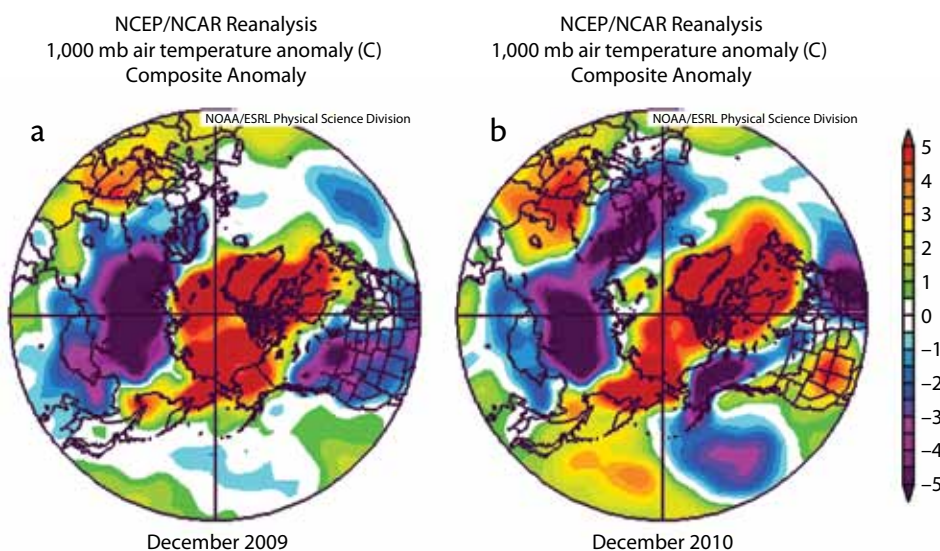 NCEP/NCAR Reanalysis
1,000 mb air temperature anomaly (C)
Composite Anomaly
NCEP/NCAR Reanalysis
1,000 mb air temperature anomaly (C)
Composite Anomaly
a
NOAA/ESRL Physical Science Division
b
NOAA/ESRL Physical Science Division
5
4
3
2
1
0
−1
−2
−3
−4
−5
December 2009
December 2010